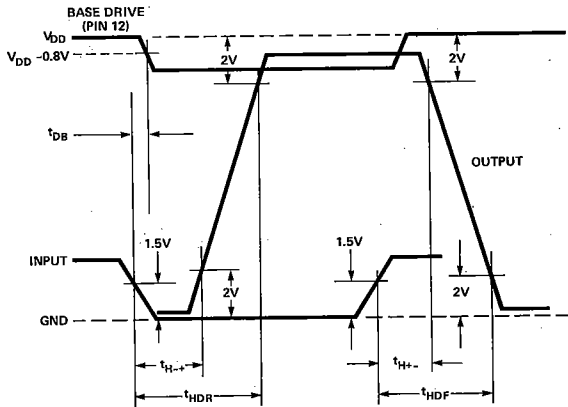 BASE DRIVE
(PIN 12)
VDD
VDD -0.8V
2V
2V
tDB
OUTPUT
1.5V
1.5V
INPUT
2V
2V
GND
tH-+
tH+-
tHDR
tHDF